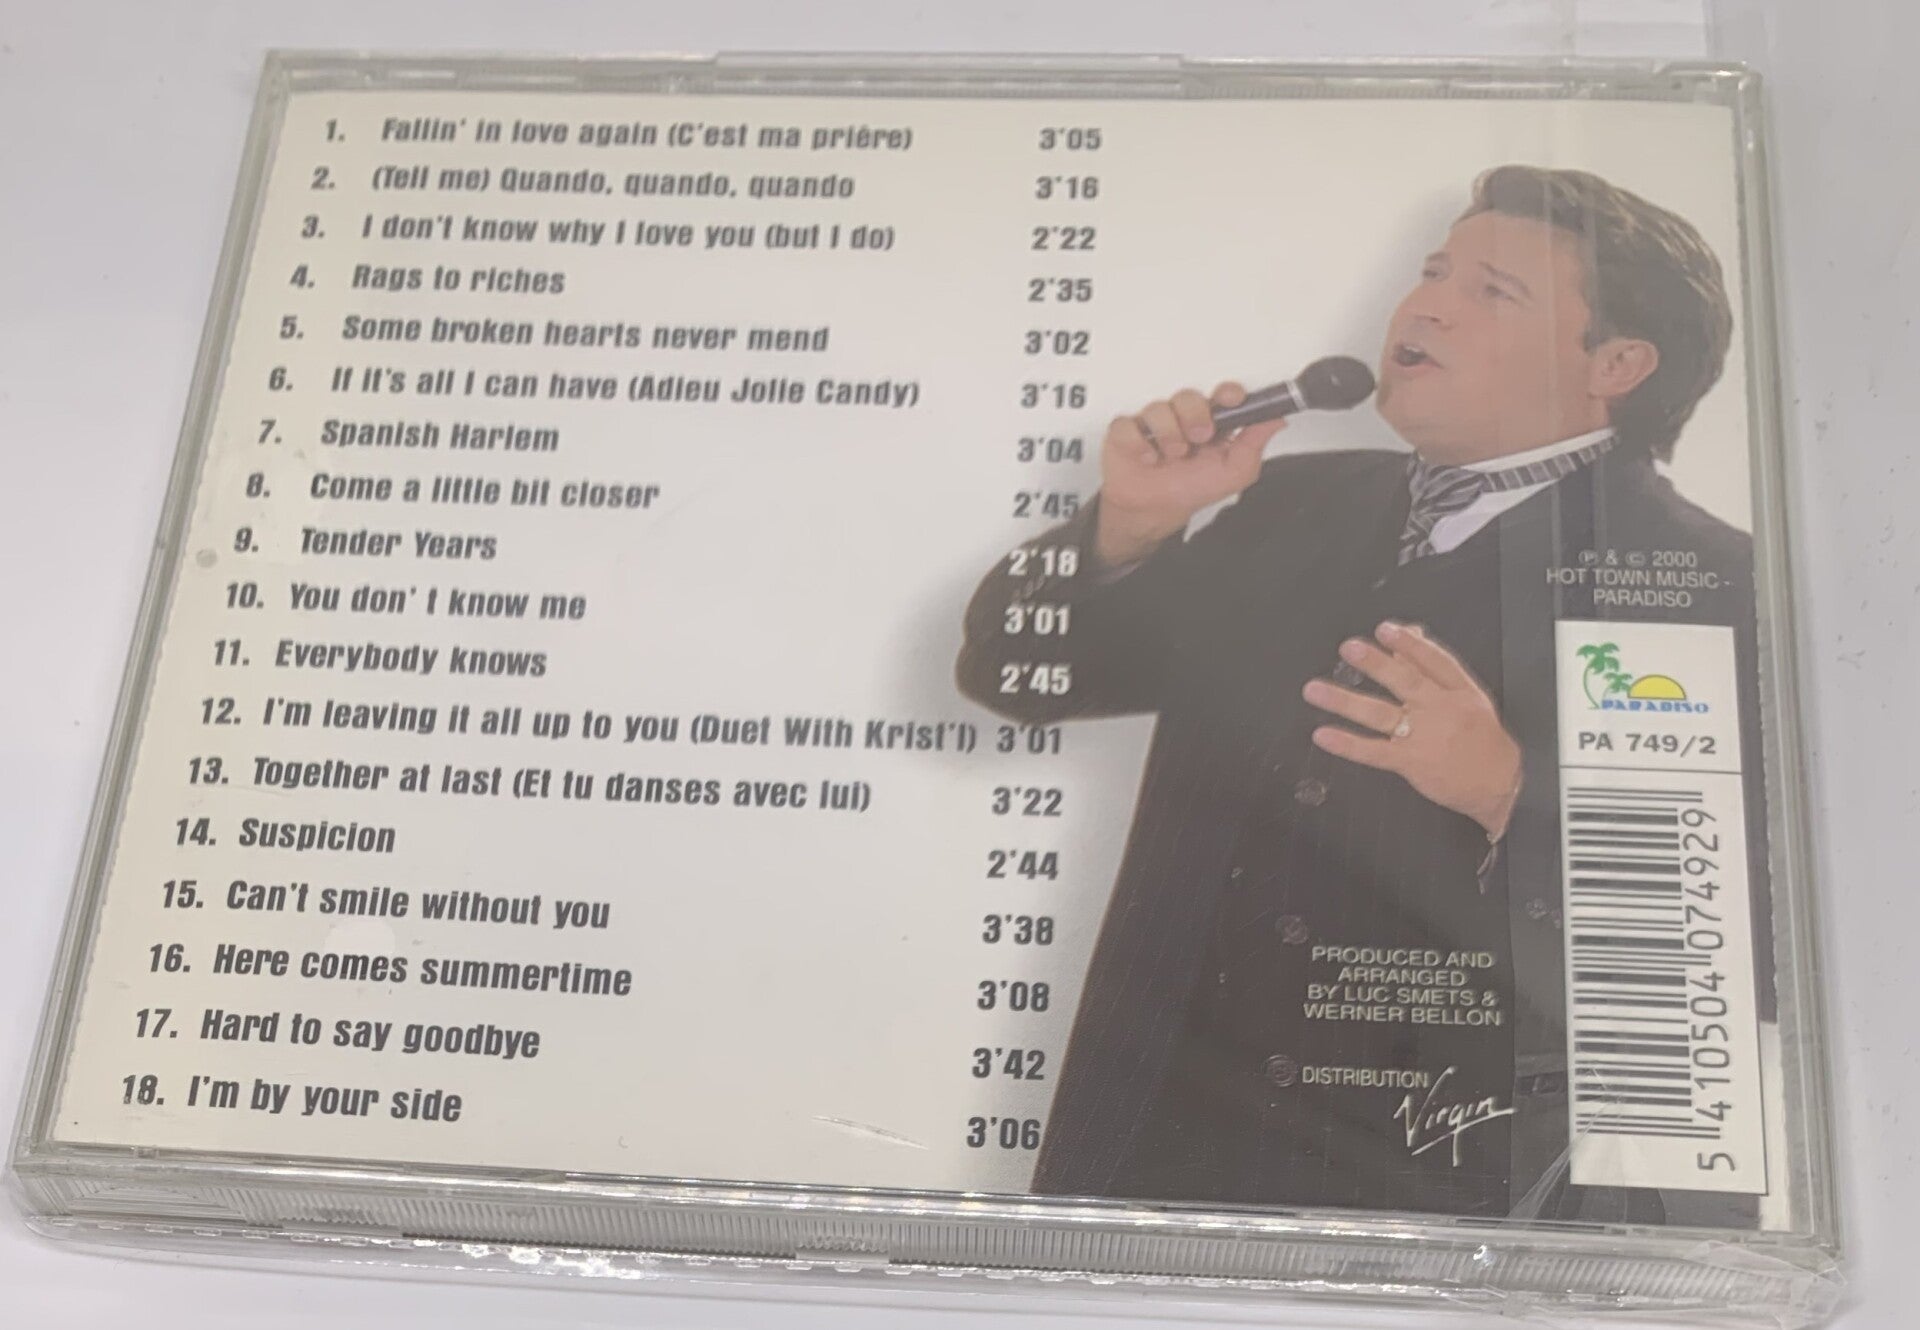 1. Fallin' in love again (C'est ma prière) 3'05
2. (Tell me) Quando, quando, quando 3'16
3. I don't know why I love you (but I do) 2'22
4. Rags to riches 2'35
5. Some broken hearts never mend 3'02
6. If it's all I can have (Adieu Jolie Candy) 3'16
7. Spanish Harlem 3'04
8. Come a little bit closer 2'45
9. Tender Years 2'18
10. You don' t know me 3'01
11. Everybody knows 2'45
12. I'm leaving it all up to you (Duet With Krist'l) 3'01
13. Together at last (Et tu danses avec lui) 3'22
14. Suspicion 2'44
15. Can't smile without you 3'38
16. Here comes summertime 3'08
17. Hard to say goodbye 3'42
18. I'm by your side 3'06
℗ & © 2000
HOT TOWN MUSIC -
PARADISO
PARADISO
PA 749/2
5 410504 074929
PRODUCED AND
ARRANGED
BY LUC SMETS &
WERNER BELLON
DISTRIBUTION
Virgin